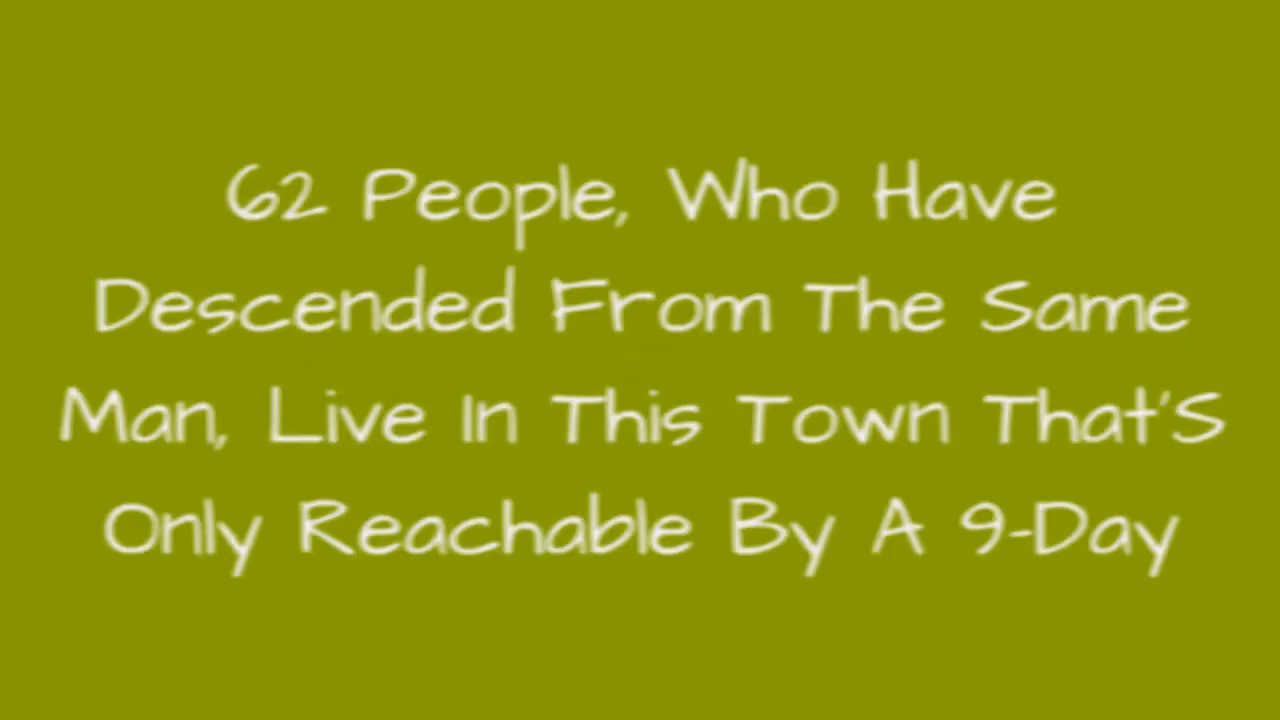 62 People, Who Have
Descended From The Same
Man, Live In This Town That'S
Only Reachable By A 9-Day